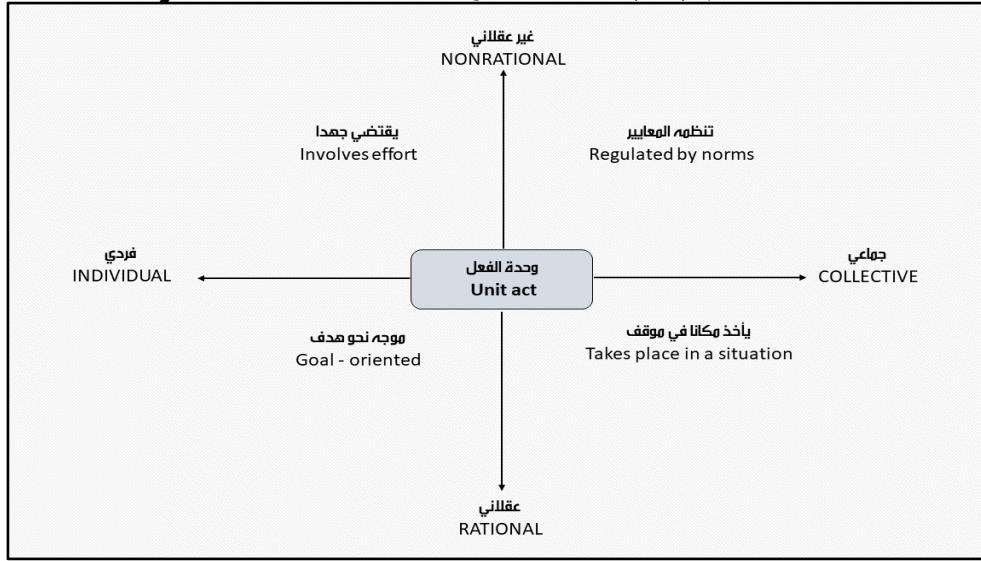 غير عقلاني
NONRATIONAL
يقتضي جهدا
Involves effort
تنظمه المعايير
Regulated by norms
فردي
INDIVIDUAL
وحدة الفعل
Unit act
جماعي
COLLECTIVE
موجه نحو هدف
Goal - oriented
يأخذ مكانا في موقف
Takes place in a situation
عقلاني
RATIONAL